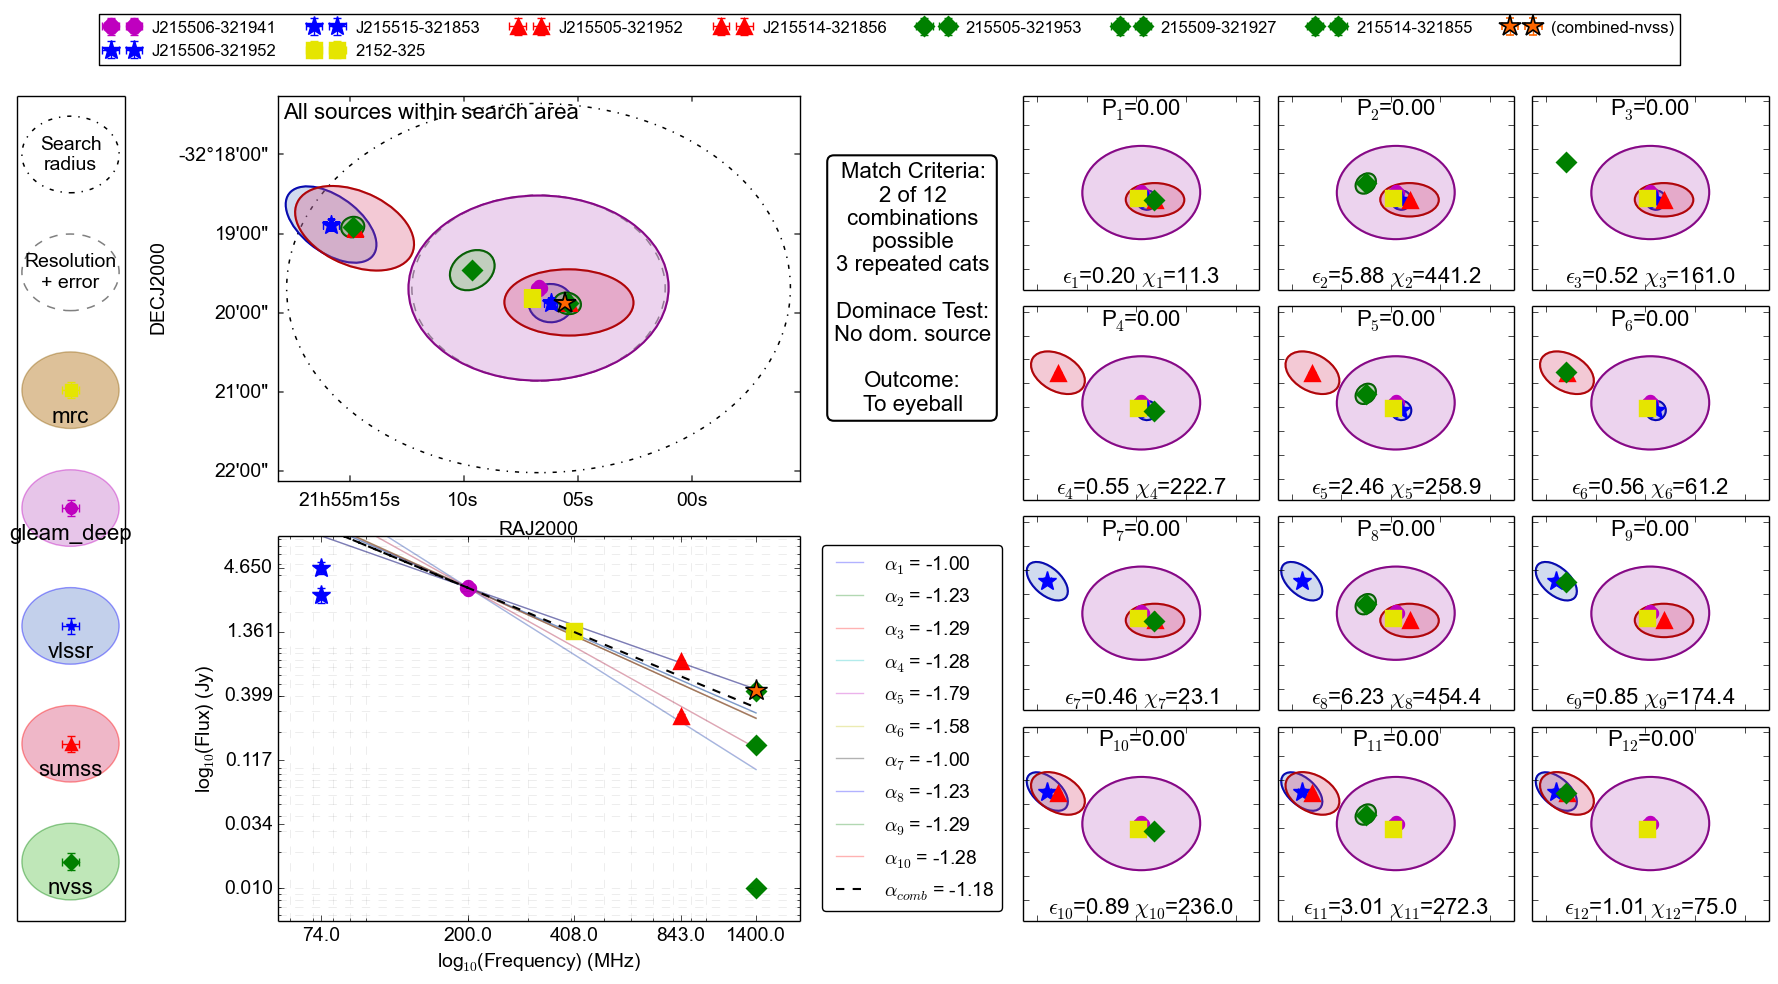 J215506-321941 J215515-321853 J215505-321952 J215514-321856 215505-321953 215509-321927 215514-321855 (combined-nvss)
J215506-321952 2152-325
Search
radius
Resolution
+ error
mrc
gleam_deep
vlssr
sumss
nvss
All sources within search area
DECJ2000
-32°18'00"
19'00"
20'00"
21'00"
22'00"
21h55m15s 10s 05s 00s
RAJ2000
Match Criteria:
2 of 12
combinations
possible
3 repeated cats
Dominace Test:
No dom. source
Outcome:
To eyeball
log10(Flux) (Jy)
4.650
1.361
0.399
0.117
0.034
0.010
74.0 200.0 408.0 843.0 1400.0
log10(Frequency) (MHz)
α1 = -1.00
α2 = -1.23
α3 = -1.29
α4 = -1.28
α5 = -1.79
α6 = -1.58
α7 = -1.00
α8 = -1.23
α9 = -1.29
α10 = -1.28
αcomb = -1.18
P1=0.00 P2=0.00 P3=0.00
ϵ1=0.20 χ1=11.3 ϵ2=5.88 χ2=441.2 ϵ3=0.52 χ3=161.0
P4=0.00 P5=0.00 P6=0.00
ϵ4=0.55 χ4=222.7 ϵ5=2.46 χ5=258.9 ϵ6=0.56 χ6=61.2
P7=0.00 P8=0.00 P9=0.00
ϵ7=0.46 χ7=23.1 ϵ8=6.23 χ8=454.4 ϵ9=0.85 χ9=174.4
P10=0.00 P11=0.00 P12=0.00
ϵ10=0.89 χ10=236.0 ϵ11=3.01 χ11=272.3 ϵ12=1.01 χ12=75.0